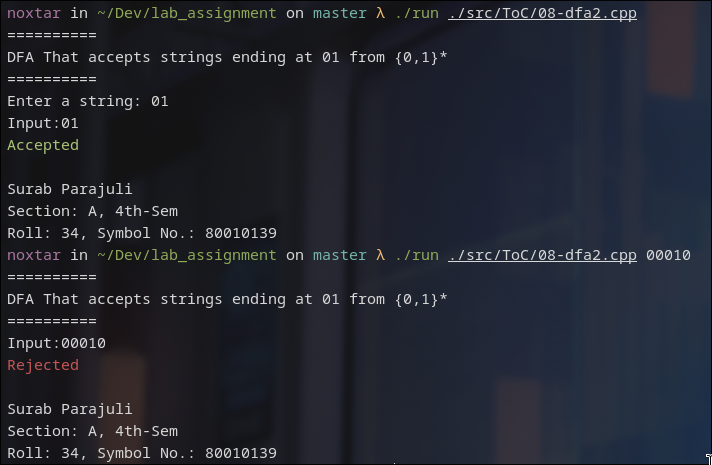 noxtar in ~/Dev/lab_assignment on master λ ./run ./src/ToC/08-dfa2.cpp
==========
DFA That accepts strings ending at 01 from {0,1}*
==========
Enter a string: 01
Input:01
Accepted
Surab Parajuli
Section: A, 4th-Sem
Roll: 34, Symbol No.: 80010139
noxtar in ~/Dev/lab_assignment on master λ ./run ./src/ToC/08-dfa2.cpp 00010
==========
DFA That accepts strings ending at 01 from {0,1}*
==========
Input:00010
Rejected
Surab Parajuli
Section: A, 4th-Sem
Roll: 34, Symbol No.: 80010139